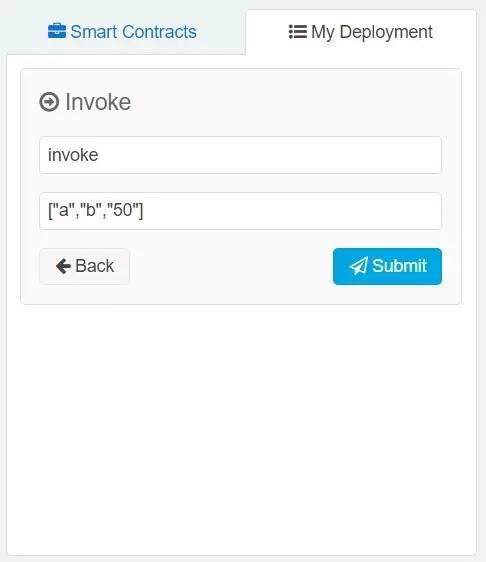 Smart Contracts
My Deployment
Invoke
invoke
["a","b","50"]
Back
Submit